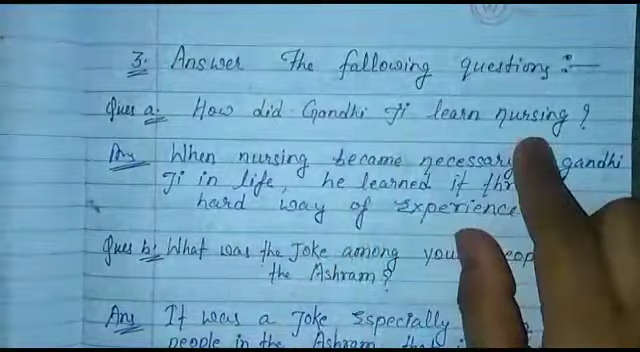 3. Answer The following questions :-
Ques a. How did Gandhi Ji learn nursing ?
Ans When nursing became necessary gandhi
Ji in life, he learned it
hard way of Experience
Ques b. What was the Joke among
the Ashram?
Ans It was a Joke Especially
people in the Ashram that